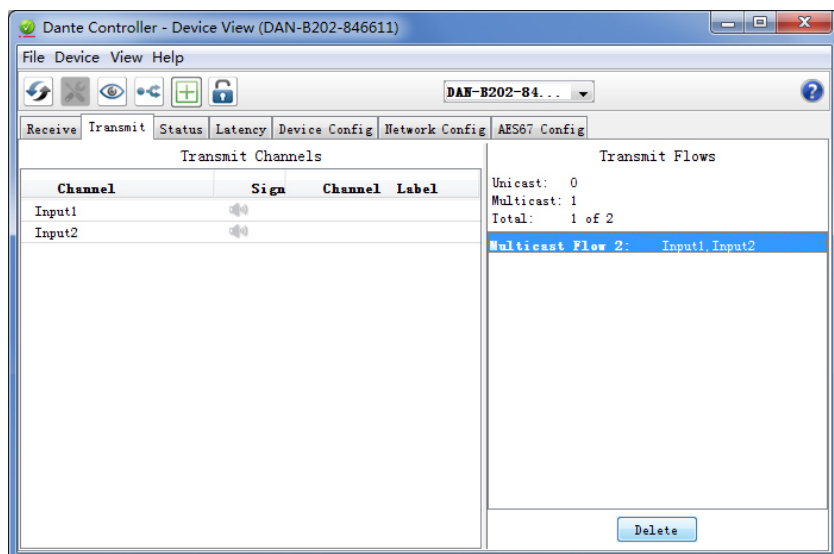 Dante Controller - Device View (DAN-B202-846611)
File Device View Help
DAN-B202-84... 
Receive Transmit Status Latency Device Config Network Config AES67 Config
Transmit Channels
Channel Sign Channel Label
Input1
Input2
Transmit Flows
Unicast: 0
Multicast: 1
Total: 1 of 2
Multicast Flow 2: Input1,Input2
Delete